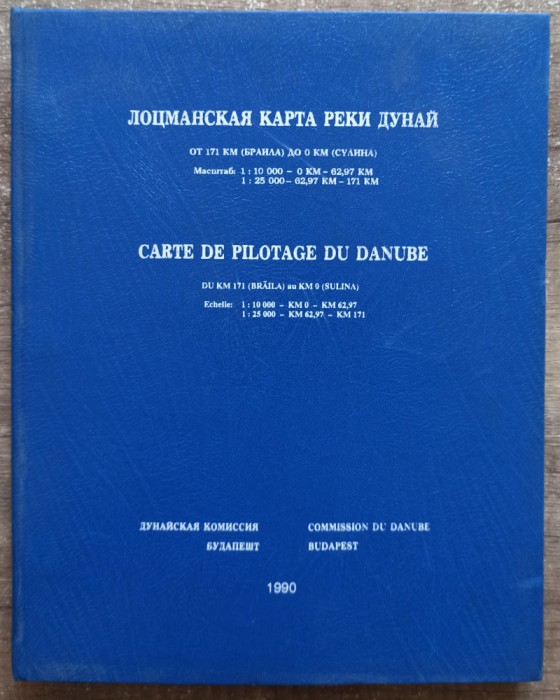 ЛОЦМАНСКАЯ КАРТА РЕКИ ДУНАЙ
ОТ 171 КМ (БРАИЛА) ДО 0 КМ (СУЛИНА)
Масштаб: 1 : 10 000 – 0 КМ – 62,97 КМ
1 : 25 000 – 62,97 КМ – 171 КМ
CARTE DE PILOTAGE DU DANUBE
DU KM 171 (BRĂILA) au KM 0 (SULINA)
Echelle: 1 : 10 000 – KM 0 – KM 62,97
1 : 25 000 – KM 62,97 – KM 171
ДУНАЙСКАЯ КОМИССИЯ COMMISSION DU DANUBE
БУДАПЕШТ BUDAPEST
1990